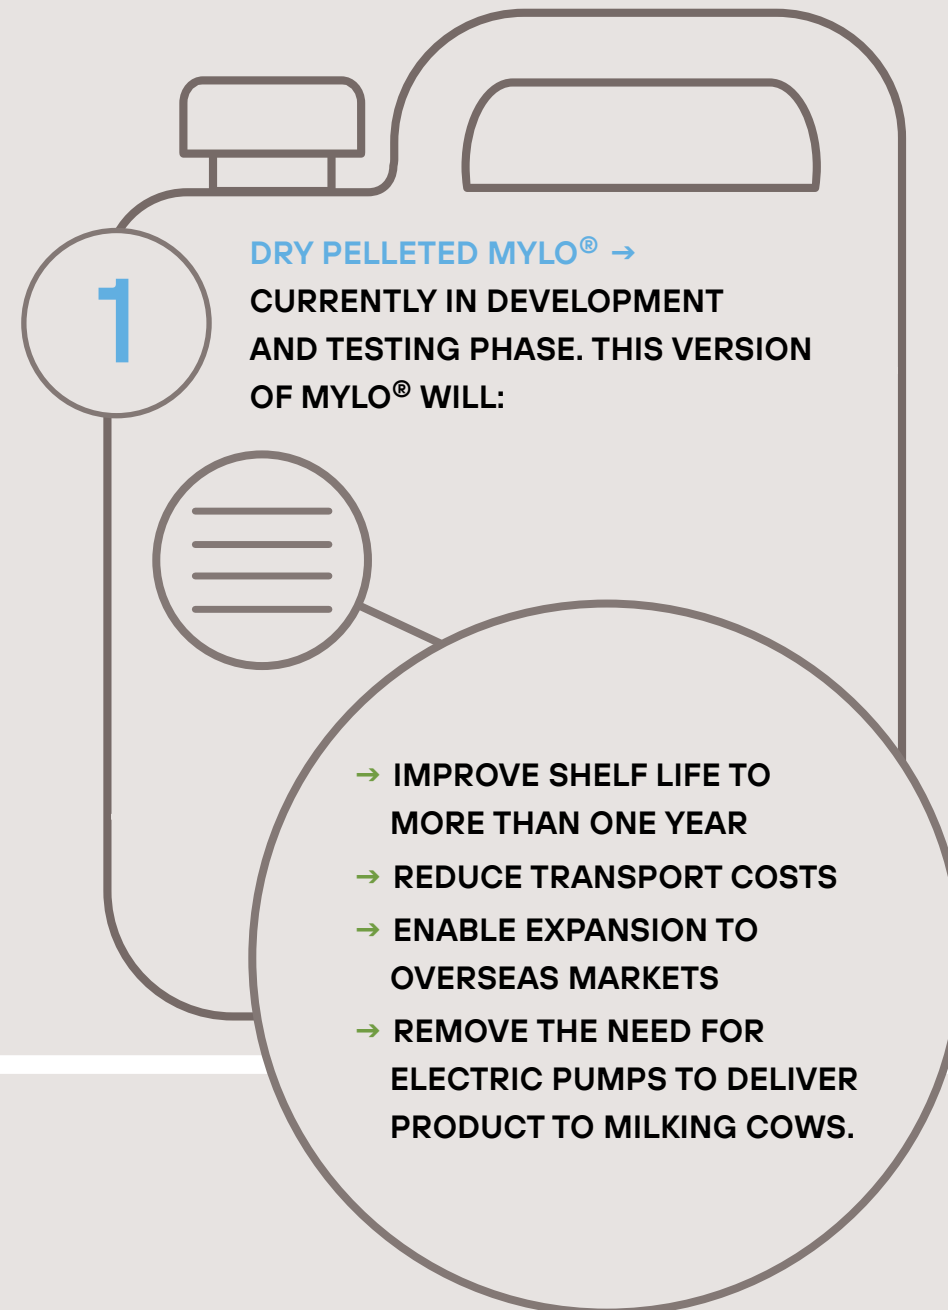 1
DRY PELLETED MYLO® →
CURRENTLY IN DEVELOPMENT
AND TESTING PHASE. THIS VERSION
OF MYLO® WILL:
→ IMPROVE SHELF LIFE TO
MORE THAN ONE YEAR
→ REDUCE TRANSPORT COSTS
→ ENABLE EXPANSION TO
OVERSEAS MARKETS
→ REMOVE THE NEED FOR
ELECTRIC PUMPS TO DELIVER
PRODUCT TO MILKING COWS.